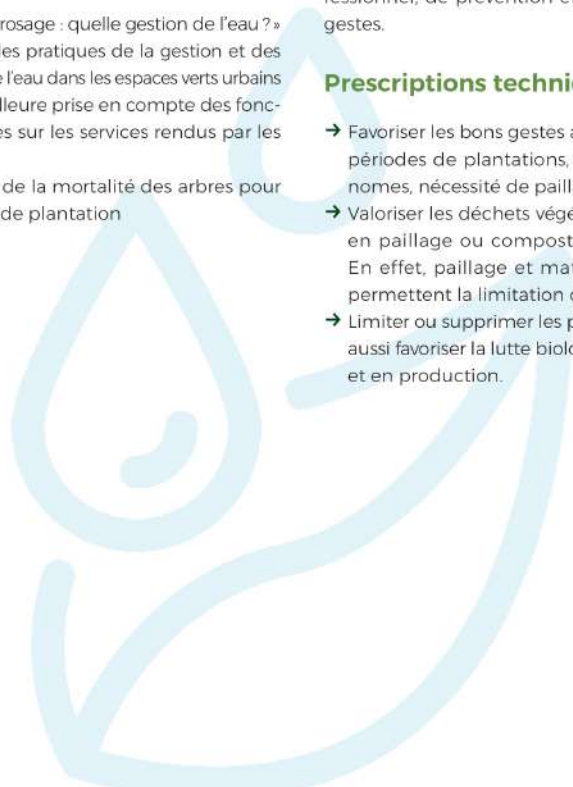 rosage : quelle gestion de l'eau ? »
les pratiques de la gestion et des
l'eau dans les espaces verts urbains
lleure prise en compte des fonc-
es sur les services rendus par les
de la mortalité des arbres pour
de plantation
gestes.
Prescriptions techni
→ Favoriser les bons gestes a
périodes de plantations,
nomes, nécessité de pailla
→ Valoriser les déchets végé
en paillage ou compost
En effet, paillage et mat
permettent la limitation
→ Limiter ou supprimer les p
aussi favoriser la lutte biolo
et en production.